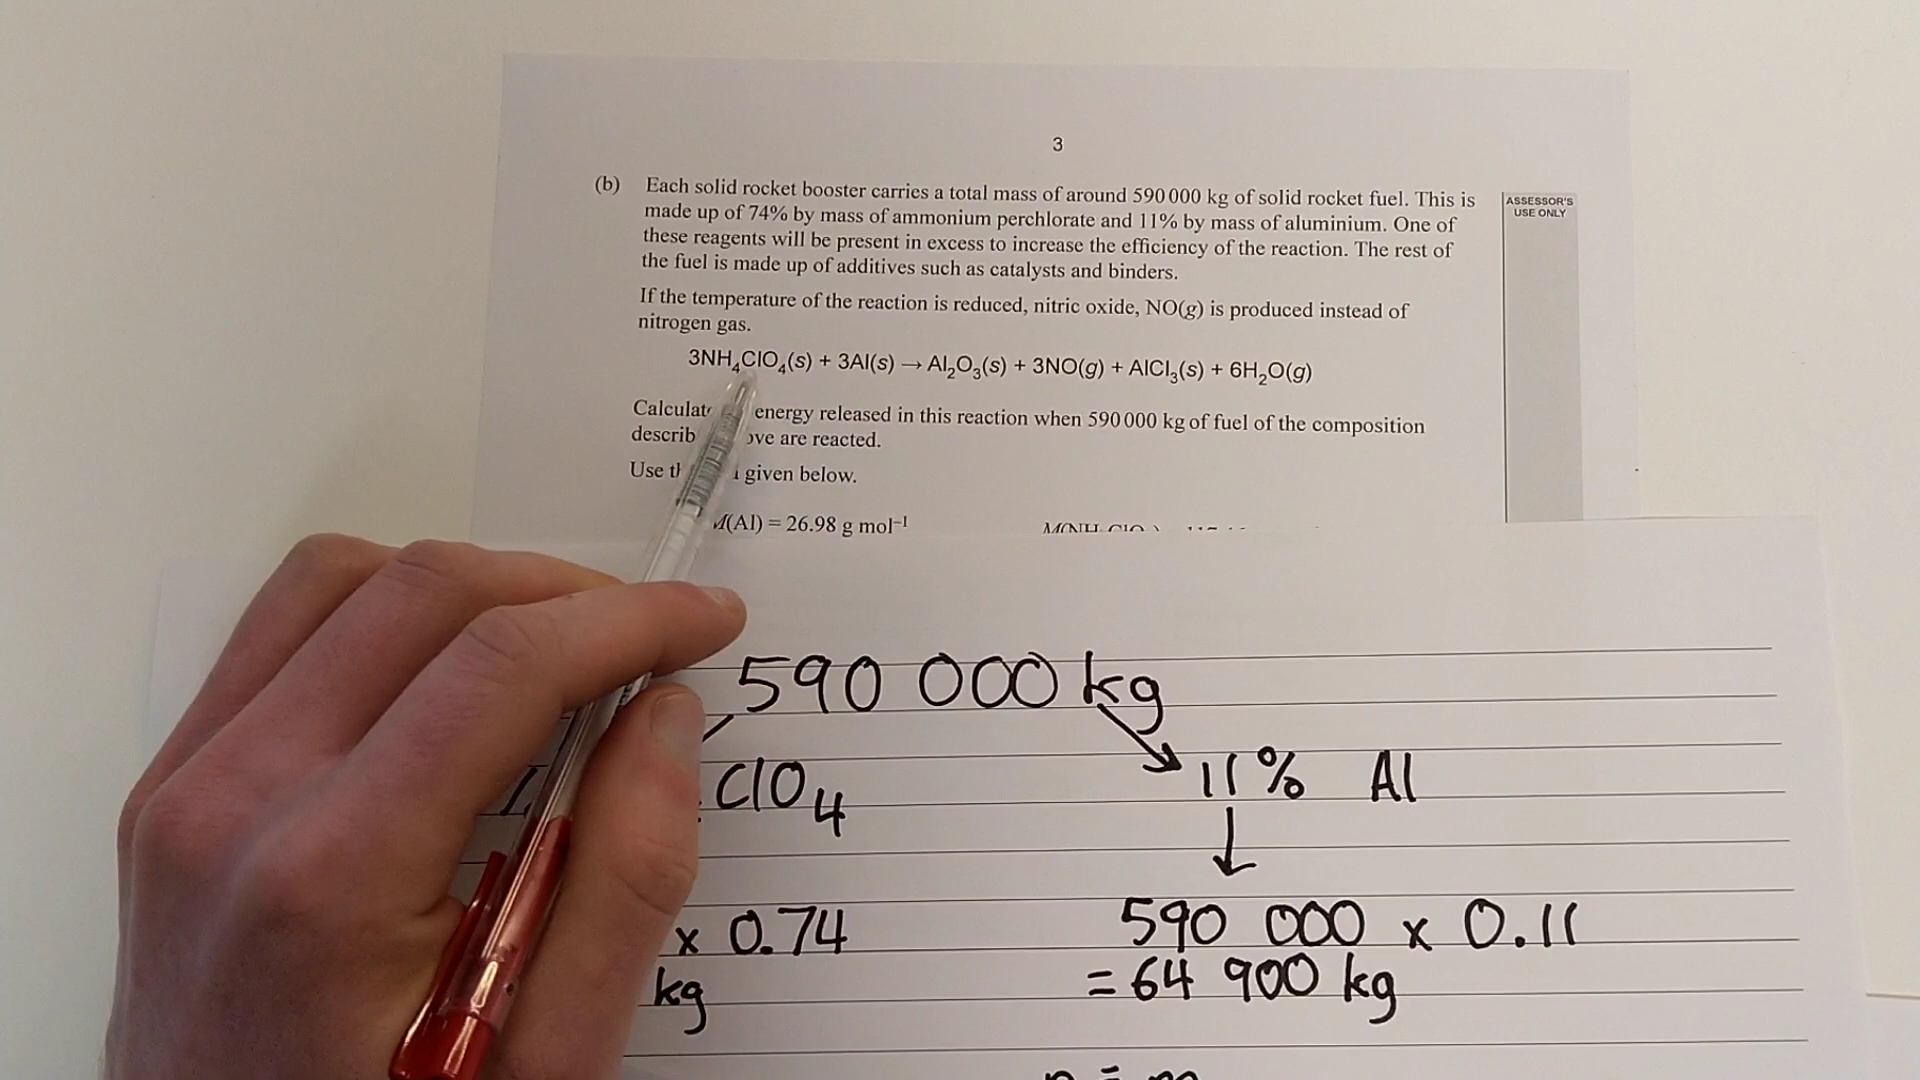 3
(b) Each solid rocket booster carries a total mass of around 590 000 kg of solid rocket fuel. This is
made up of 74% by mass of ammonium perchlorate and 11% by mass of aluminium. One of
these reagents will be present in excess to increase the efficiency of the reaction. The rest of
the fuel is made up of additives such as catalysts and binders.
ASSESSOR'S
USE ONLY
If the temperature of the reaction is reduced, nitric oxide, NO(g) is produced instead of
nitrogen gas.
3NH₄ClO₄(s) + 3Al(s) → Al₂O₃(s) + 3NO(g) + AlCl₃(s) + 6H₂O(g)
energy released in this reaction when 590 000 kg of fuel of the composition
are reacted.
Use given below.
M(Al) = 26.98 g mol⁻¹
590 000 kg
ClO₄ 11% Al
x 0.74 590 000 x 0.11
kg = 64 900 kg